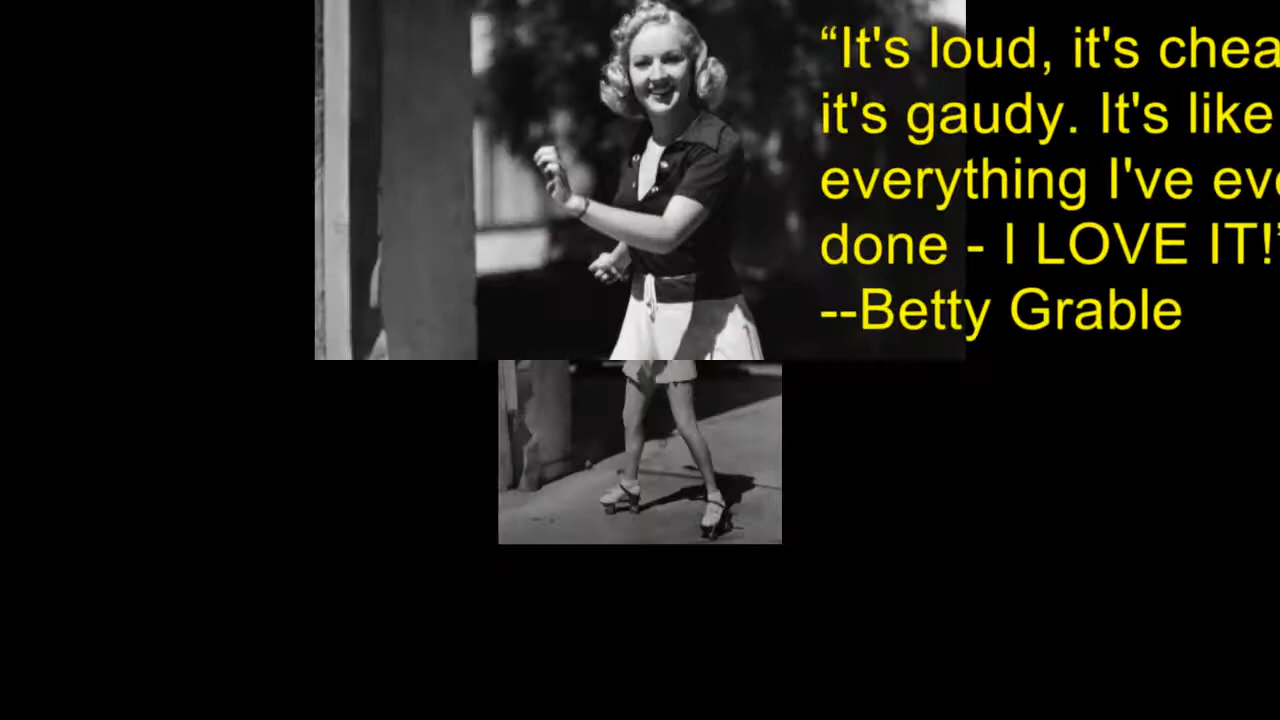 “It's loud, it's chea
it's gaudy. It's like
everything I've eve
done - I LOVE IT!”
--Betty Grable